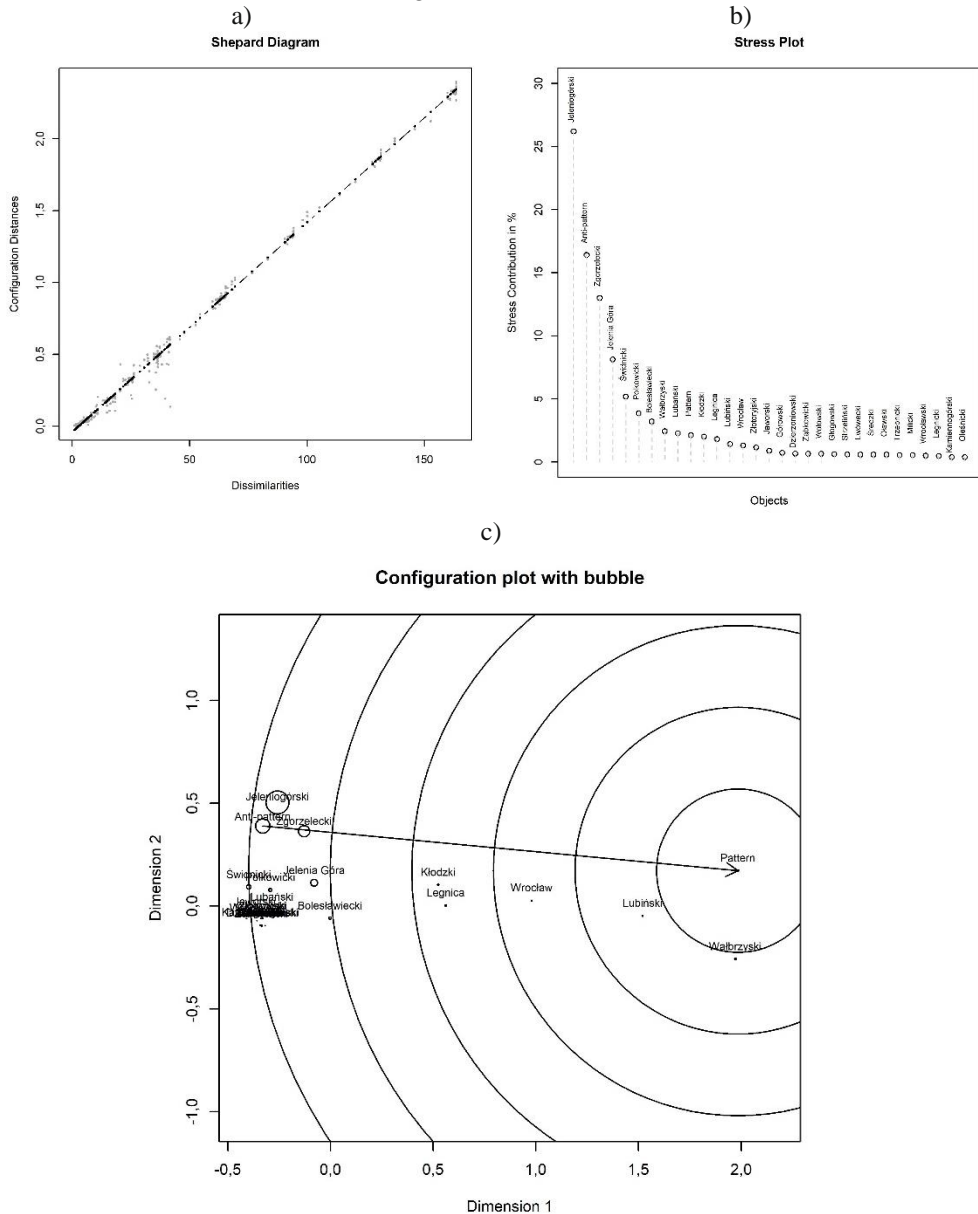 a)
b)
Shepard Diagram
Stress Plot
Configuration Distances
0,0
0,5
1,0
1,5
2,0
0
50
100
150
Dissimilarities
Stress Contribution in %
0
5
10
15
20
25
30
Jeleniogórski
Anti-pattern
Zgorzelecki
Jelenia Góra
Świdnicki
Polkowicki
Bolesławiecki
Wałbrzyski
Lubański
Pattern
Kłodzki
Legnica
Lubiński
Wrocław
Złotoryjski
Jaworski
Górowski
Dzierżoniowski
Ząbkowicki
Wołowski
Głogowski
Strzeliński
Lwówecki
Średzki
Oławski
Trzebnicki
Milicki
Wrocławski
Legnicki
Kamiennogórski
Oleśnicki
Objects
c)
Configuration plot with bubble
Dimension 2
1,0
0,5
0,0
-0,5
-1,0
Jeleniogórski
Anti-pattern
Zgorzelecki
Pattern
Świdnicki
Polkowicki
Jelenia Góra
Kłodzki
Lubański
Legnica
Wrocław
Lubiński
Bolesławiecki
Wałbrzyski
-0,5
0,0
0,5
1,0
1,5
2,0
Dimension 1